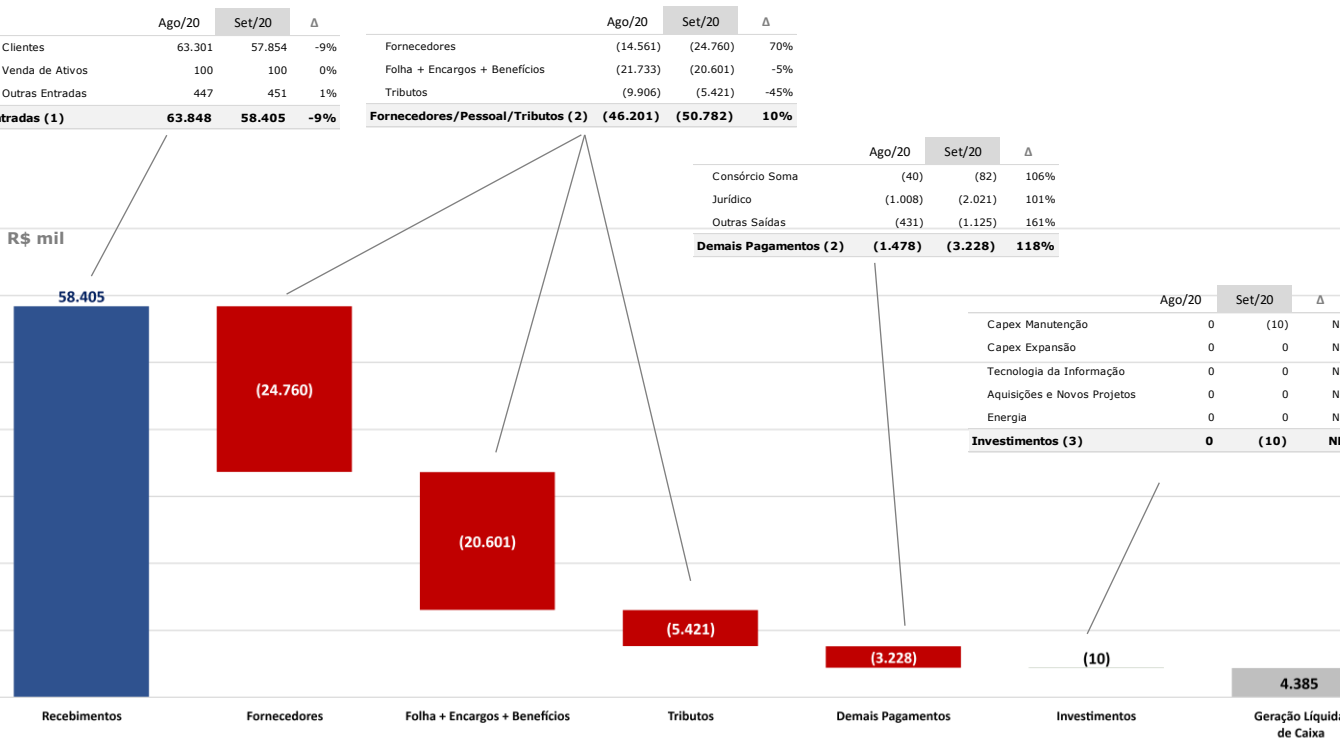 Ago/20 Set/20 Δ
Clientes 63.301 57.854 -9%
Venda de Ativos 100 100 0%
Outras Entradas 447 451 1%
tradas (1) 63.848 58.405 -9%
Ago/20 Set/20 Δ
Fornecedores (14.561) (24.760) 70%
Folha + Encargos + Benefícios (21.733) (20.601) -5%
Tributos (9.906) (5.421) -45%
Fornecedores/Pessoal/Tributos (2) (46.201) (50.782) 10%
Ago/20 Set/20 Δ
Consórcio Soma (40) (82) 106%
Jurídico (1.008) (2.021) 101%
Outras Saídas (431) (1.125) 161%
Demais Pagamentos (2) (1.478) (3.228) 118%
R$ mil
Ago/20 Set/20 Δ
Capex Manutenção 0 (10) N
Capex Expansão 0 0 N
Tecnologia da Informação 0 0 N
Aquisições e Novos Projetos 0 0 N
Energia 0 0 N
Investimentos (3) 0 (10) N
58.405
(24.760)
(20.601)
(5.421)
(3.228)
(10)
4.385
Recebimentos Fornecedores Folha + Encargos + Benefícios Tributos Demais Pagamentos Investimentos Geração Líquida
de Caixa